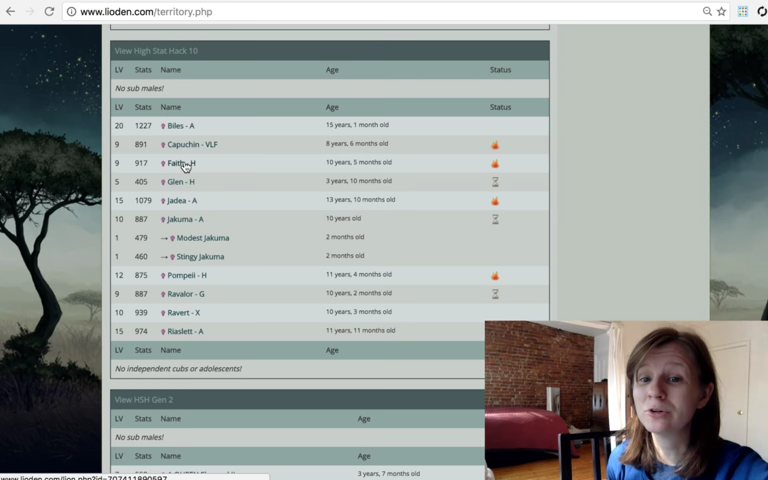 www.lioden.com/territory.php
View High Stat Hack 10
LV Stats Name Age Status
No sub males!
LV Stats Name Age Status
20 1227 Biles - A 15 years, 1 month old
9 891 Capuchin - VLF 8 years, 6 months old
9 917 Faith - H 10 years, 5 months old
5 405 Glen - H 3 years, 10 months old
15 1079 Jadea - A 13 years, 10 months old
10 887 Jakuma - A 10 years old
1 479 → Modest Jakuma 2 months old
1 460 → Stingy Jakuma 2 months old
12 875 Pompeii - H 11 years, 4 months old
9 887 Ravalor - G 10 years, 2 months old
10 939 Ravert - X 10 years, 3 months old
15 974 Riaslett - A 11 years, 11 months old
LV Stats Name Age
No independent cubs or adolescents!
View HSH Gen 2
LV Stats Name Age
No sub males!
LV Stats Name Age
3 years, 7 months old